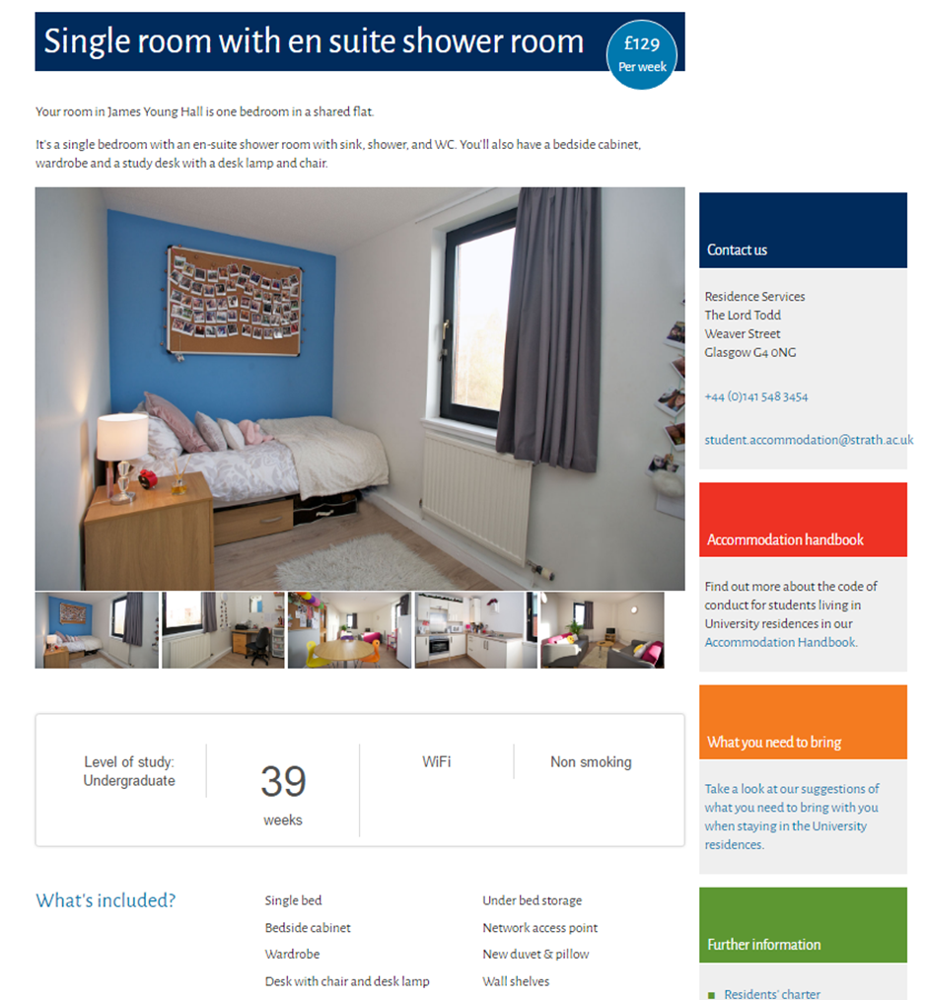 Single room with en suite shower room
£129
Per week
Your room in James Young Hall is one bedroom in a shared flat.
It's a single bedroom with an en-suite shower room with sink, shower, and WC. You'll also have a bedside cabinet,
wardrobe and a study desk with a desk lamp and chair.
Contact us
Residence Services
The Lord Todd
Weaver Street
Glasgow G4 0NG
+44 (0)141 548 3454
student.accommodation@strath.ac.uk
Accommodation handbook
Find out more about the code of
conduct for students living in
University residences in our
Accommodation Handbook.
What you need to bring
Take a look at our suggestions of
what you need to bring with you
when staying in the University
residences.
Further information
Residents' charter
Level of study:
Undergraduate
39
weeks
WiFi
Non smoking
What's included?
Single bed
Bedside cabinet
Wardrobe
Desk with chair and desk lamp
Under bed storage
Network access point
New duvet & pillow
Wall shelves